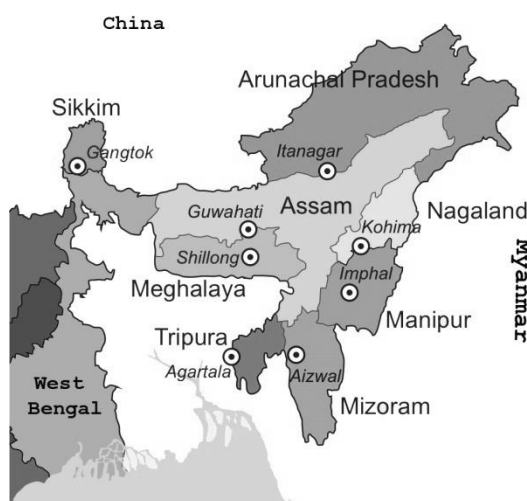 China
Arunachal Pradesh
Sikkim
Gangtok
Itanagar
Guwahati
Assam
Nagaland
Kohima
Shillong
Myanmar
Imphal
Meghalaya
Manipur
Tripura
Agartala
Aizwal
West
Bengal
Mizoram